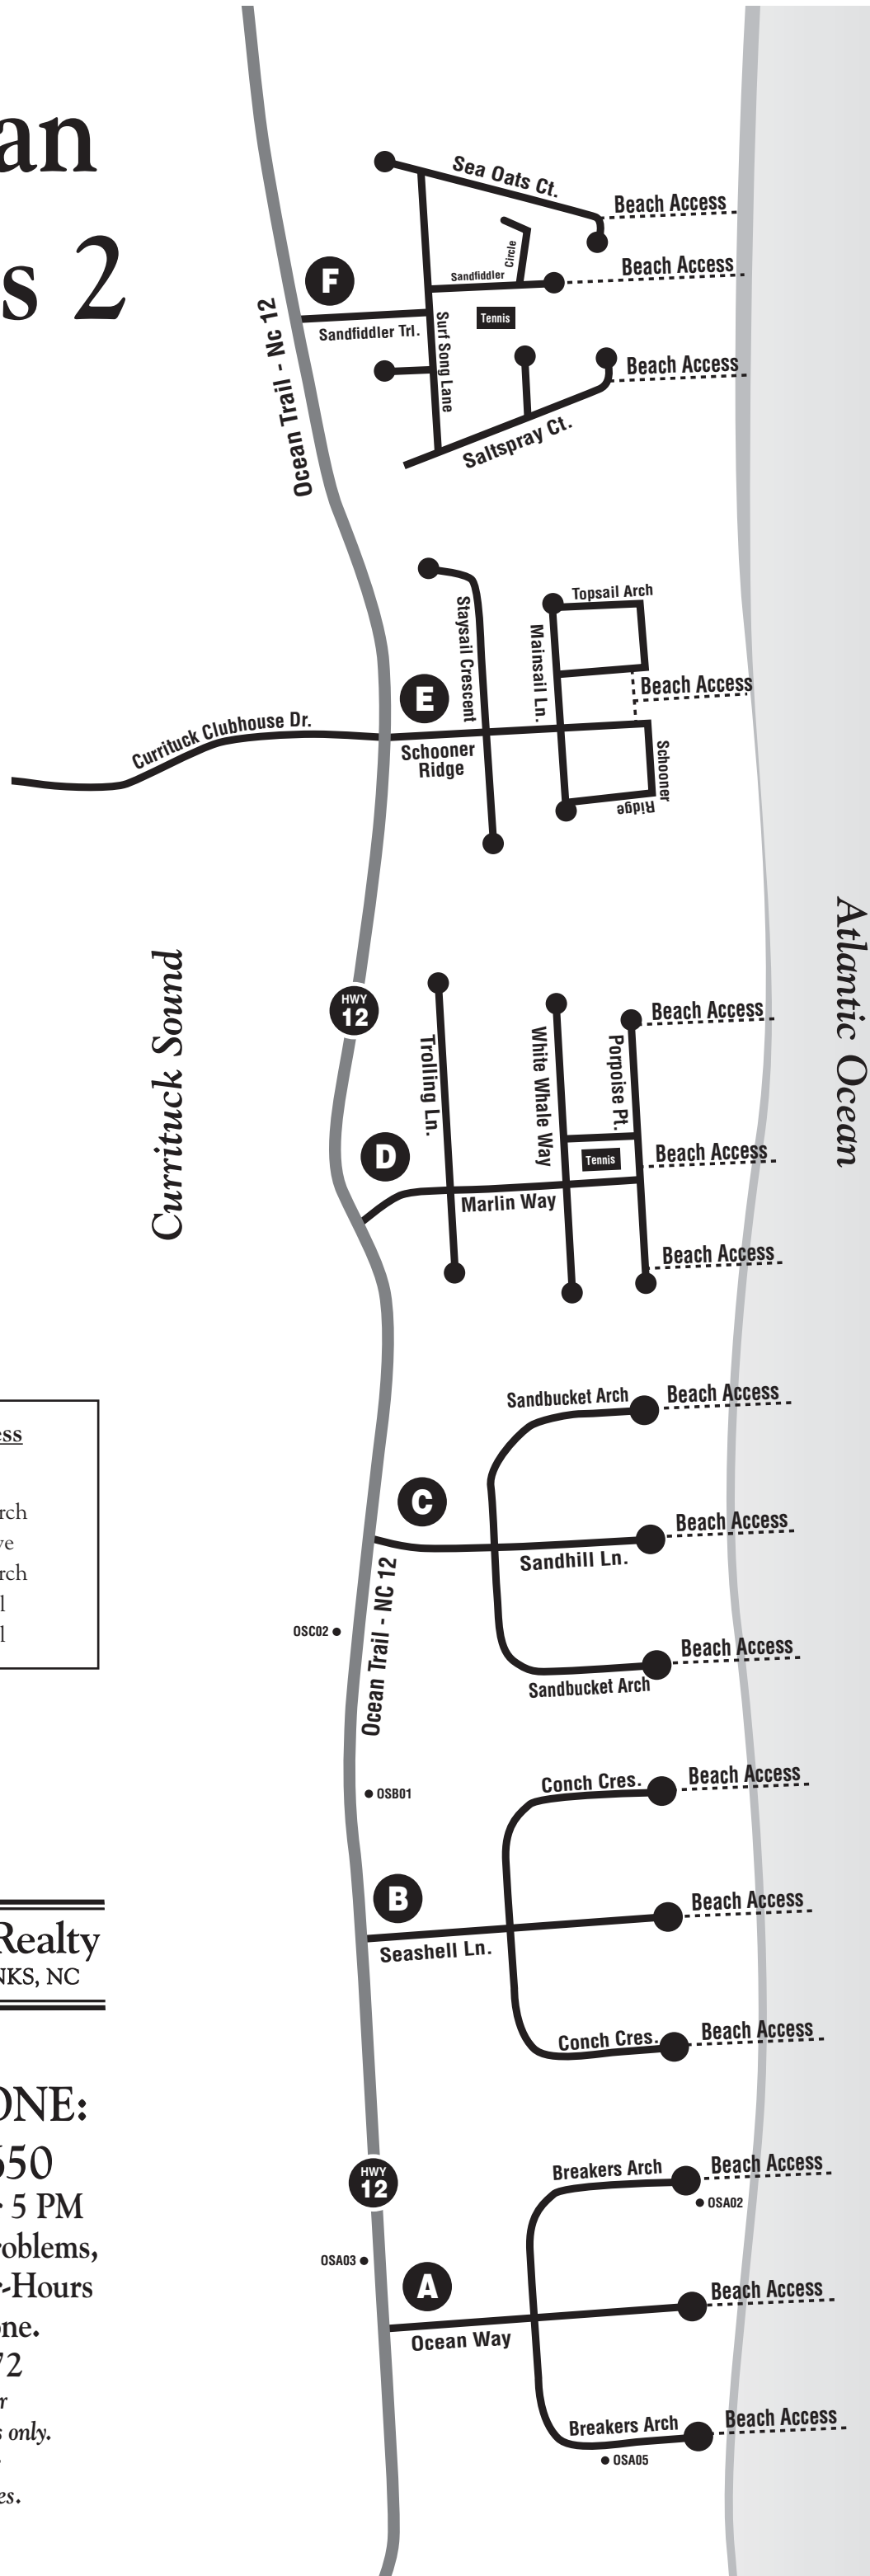 an
s 2
Sea Oats Ct.
Beach Access
Circle
Sandfiddler
Beach Access
F
Tennis
Sandfiddler Trl.
Surf Song Lane
Ocean Trail - Nc 12
Beach Access
Saltspray Ct.
Topsail Arch
Staysail Crescent
Mainsail Ln.
E
Beach Access
Currituck Clubhouse Dr.
Schooner
Ridge
Schooner
Ridge
Atlantic Ocean
Currituck Sound
HWY
12
Beach Access
Trolling Ln.
White Whale Way
Porpoise Pt.
D
Tennis
Beach Access
Marlin Way
Beach Access
Sandbucket Arch
Beach Access
ess
C
rch
Beach Access
ve
Sandhill Ln.
rch
l
OSC02
l
Ocean Trail - NC 12
Beach Access
Sandbucket Arch
Conch Cres.
Beach Access
OSB01
B
Beach Access
Realty
Seashell Ln.
NKS, NC
Beach Access
Conch Cres.
ONE:
650
Breakers Arch
Beach Access
HWY
12
- 5 PM
OSA02
roblems,
OSA03
r-Hours
A
Beach Access
one.
Ocean Way
72
r
Beach Access
Breakers Arch
s only.
OSA05
es.